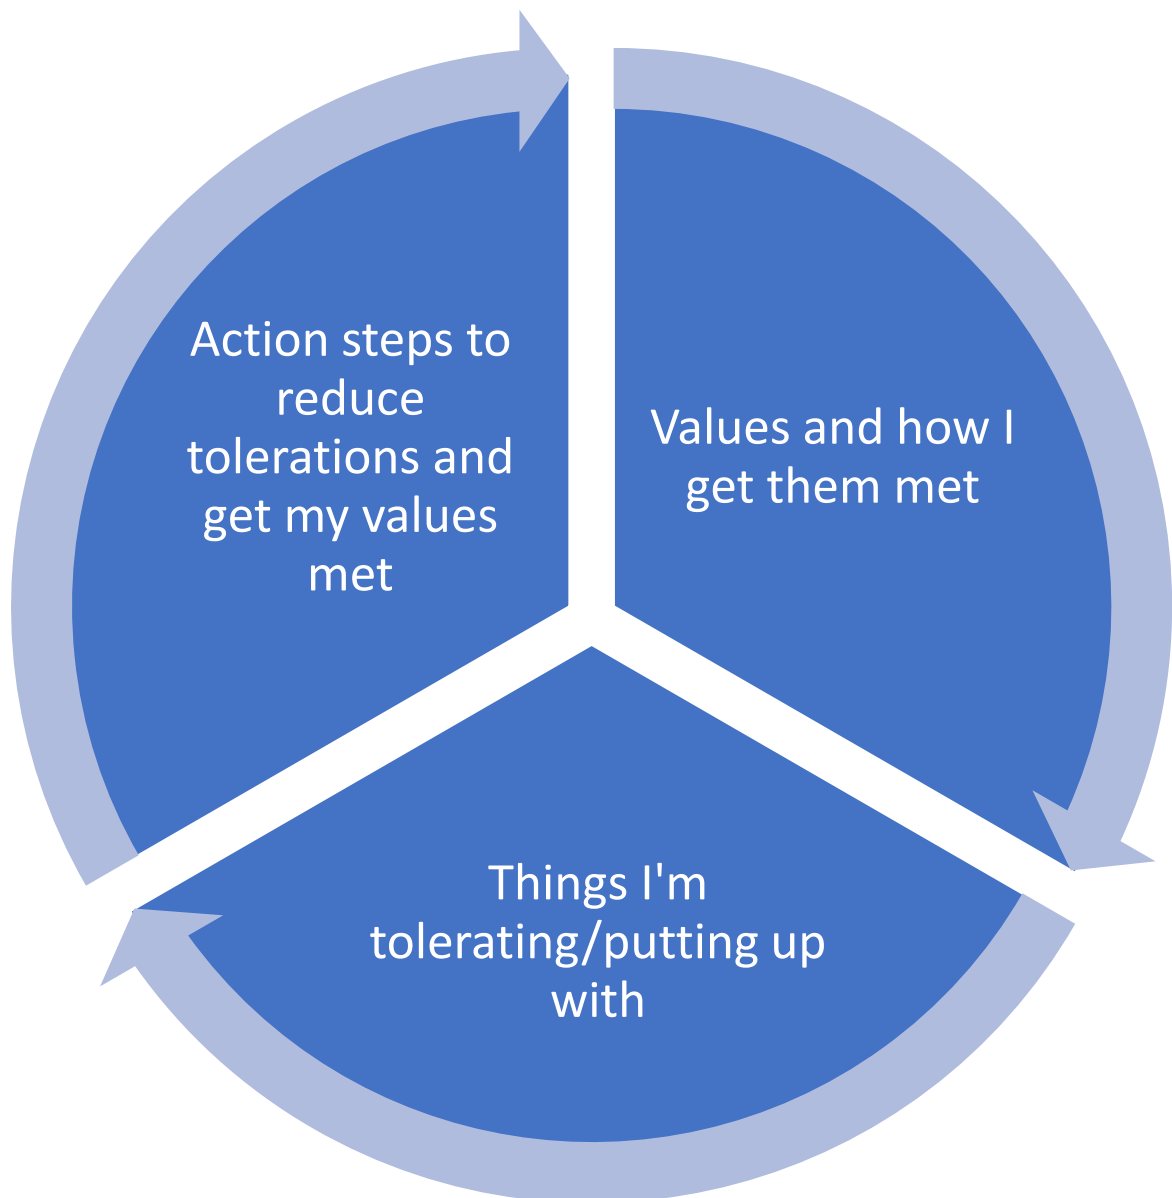 Values and how I
get them met
Things I'm
tolerating/putting up
with
Action steps to
reduce
tolerations and
get my values
met